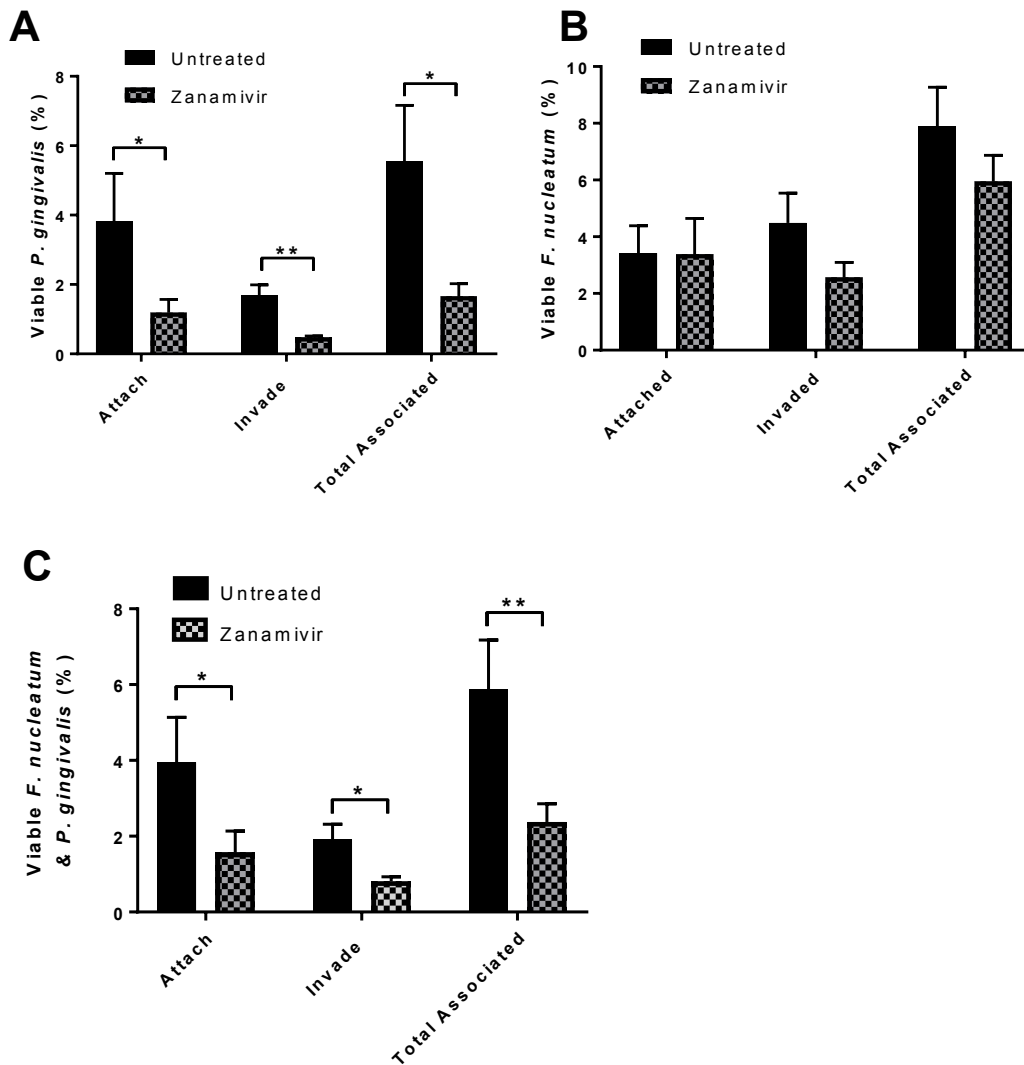 A
Untreated
Zanamivir
Viable P. gingivalis (%)
8
6
4
2
0
*
**
*
Attach
Invade
Total Associated
B
Untreated
Zanamivir
Viable F. nucleatum (%)
10
8
6
4
2
0
Attached
Invaded
Total Associated
C
Untreated
Zanamivir
Viable F. nucleatum
& P. gingivalis (%)
8
6
4
2
0
*
*
**
Attach
Invade
Total Associated